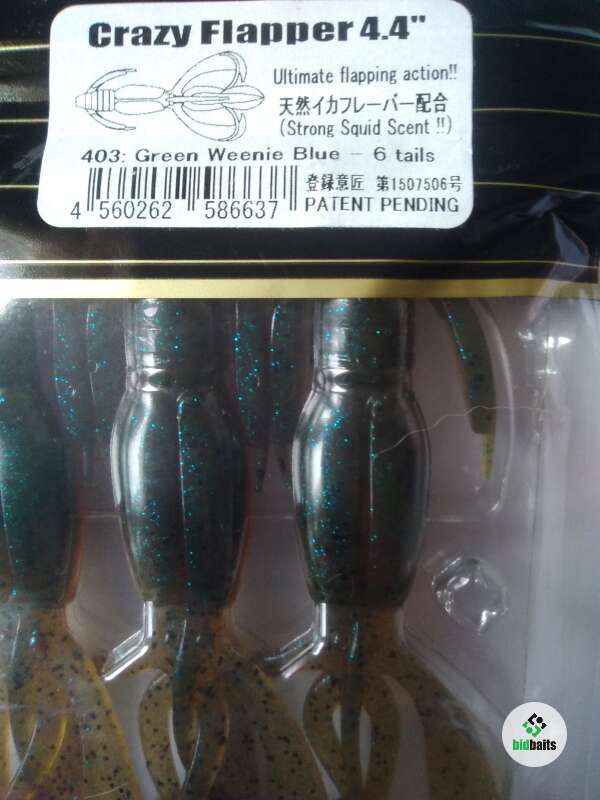 Crazy Flapper 4.4"
Ultimate flapping action!!
天然イカフレーバー配合
(Strong Squid Scent !!)
403: Green Weenie Blue - 6 tails
登録意匠 第1507506号
4 560262 586637
PATENT PENDING
bidbaits